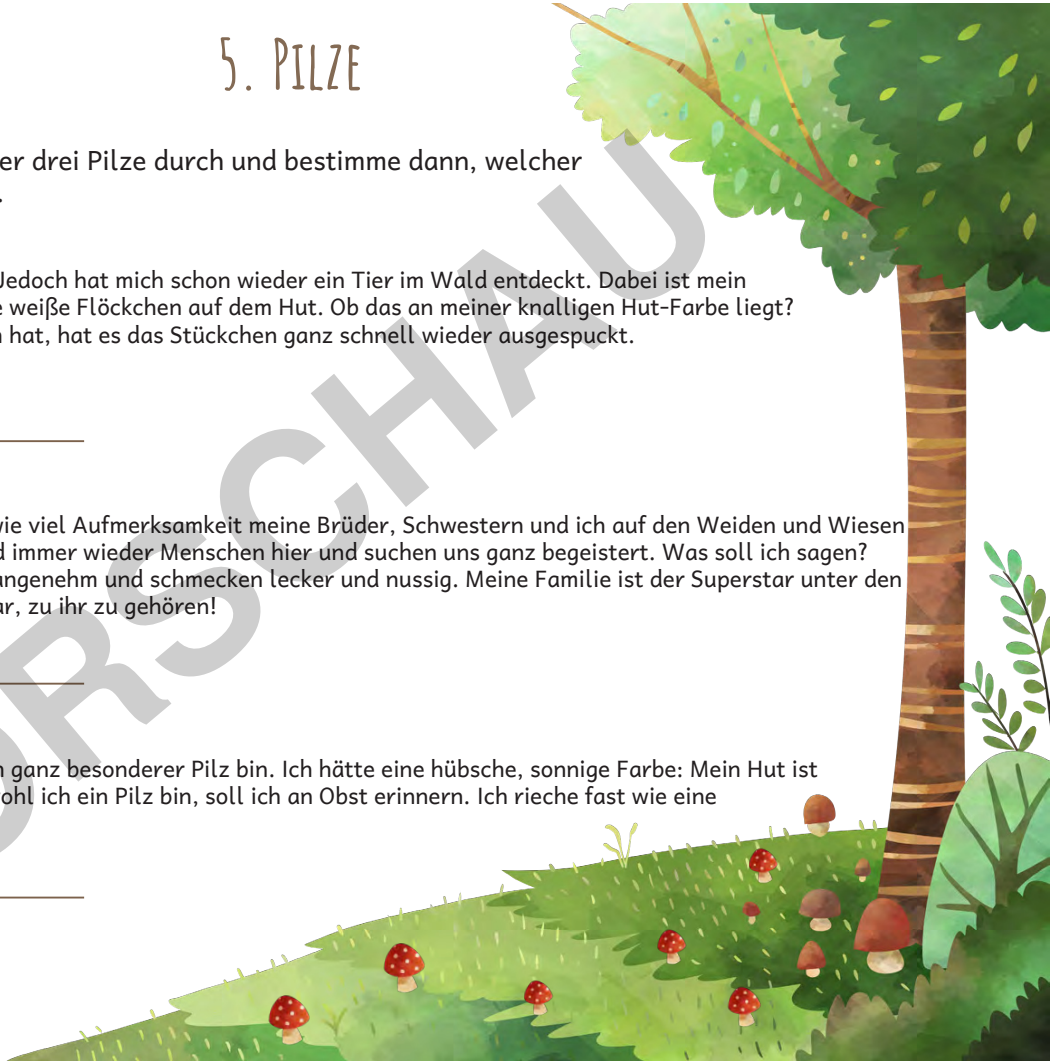 5. Pilze
er drei Pilze durch und bestimme dann, welcher
.
Jedoch hat mich schon wieder ein Tier im Wald entdeckt. Dabei ist mein
e weiße Flöckchen auf dem Hut. Ob das an meiner knalligen Hut-Farbe liegt?
n hat, hat es das Stückchen ganz schnell wieder ausgespuckt.
wie viel Aufmerksamkeit meine Brüder, Schwestern und ich auf den Weiden und Wiesen
d immer wieder Menschen hier und suchen uns ganz begeistert. Was soll ich sagen?
angenehm und schmecken lecker und nussig. Meine Familie ist der Superstar unter den
ar, zu ihr zu gehören!
n ganz besonderer Pilz bin. Ich hätte eine hübsche, sonnige Farbe: Mein Hut ist
ohl ich ein Pilz bin, soll ich an Obst erinnern. Ich rieche fast wie eine
ORSCHAU